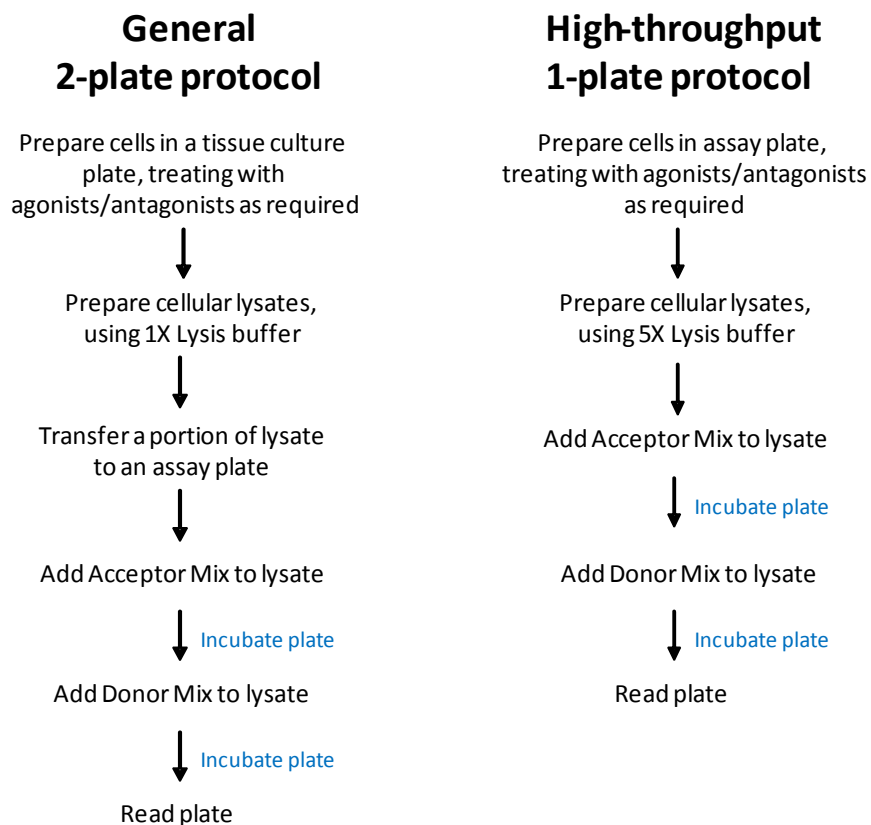 General
2-plate protocol
Prepare cells in a tissue culture
plate, treating with
agonists/antagonists as required
Prepare cellular lysates,
using 1X Lysis buffer
Transfer a portion of lysate
to an assay plate
Add Acceptor Mix to lysate
Incubate plate
Add Donor Mix to lysate
Incubate plate
Read plate
High-throughput
1-plate protocol
Prepare cells in assay plate,
treating with agonists/antagonists
as required
Prepare cellular lysates,
using 5X Lysis buffer
Add Acceptor Mix to lysate
Incubate plate
Add Donor Mix to lysate
Incubate plate
Read plate